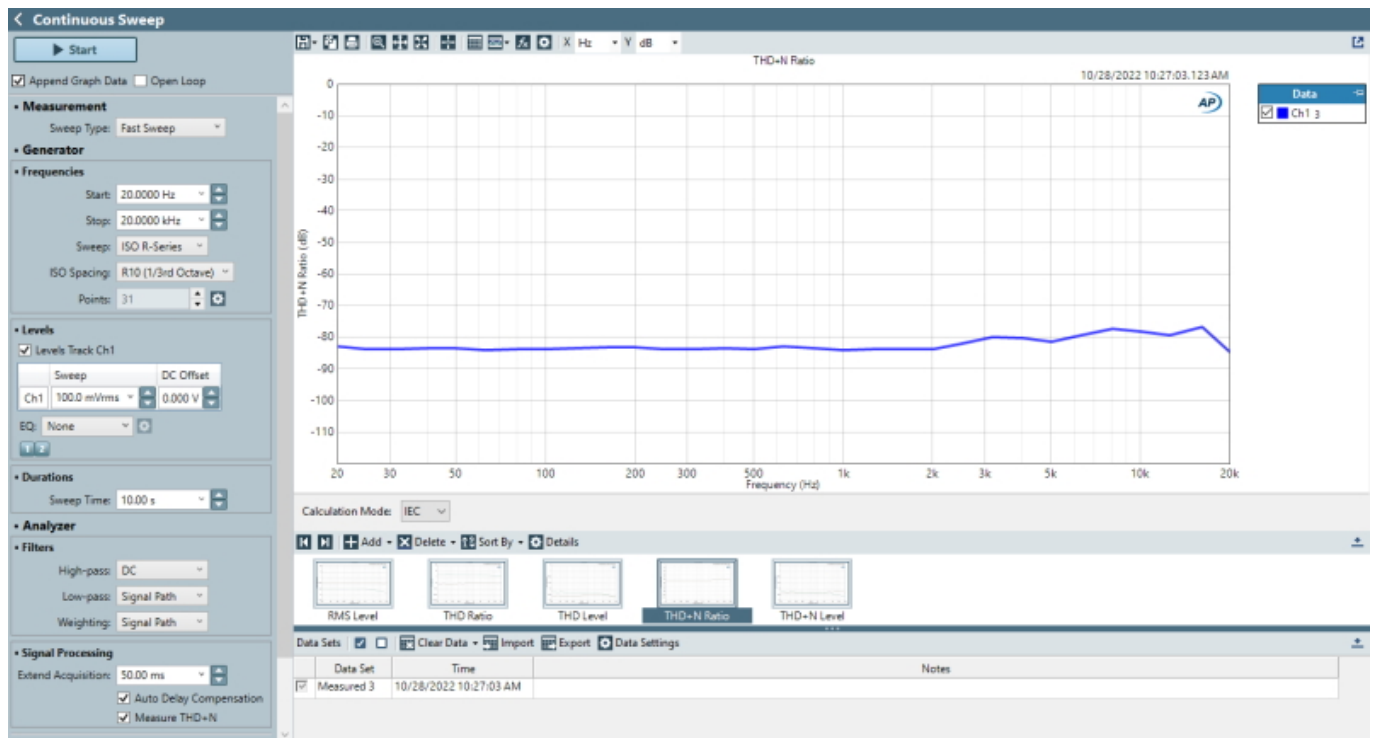 Continuous Sweep
Start
Append Graph Data Open Loop
• Measurement
Sweep Type: Fast Sweep
• Generator
• Frequencies
Start: 20.0000 Hz
Stop: 20.0000 kHz
Sweep: ISO R-Series
ISO Spacing: R10 (1/3rd Octave)
Points: 31
• Levels
Levels Track Ch1
Sweep DC Offset
Ch1 100.0 mVrms 0.000 V
EQ: None
1 2
• Durations
Sweep Time: 10.00 s
• Analyzer
• Filters
High-pass: DC
Low-pass: Signal Path
Weighting: Signal Path
• Signal Processing
Extend Acquisition: 50.00 ms
Auto Delay Compensation
Measure THD+N
X Hz Y dB
THD+N Ratio
10/28/2022 10:27:03.123 AM
AP
THD+N Ratio (dB)
0
-10
-20
-30
-40
-50
-60
-70
-80
-90
-100
-110
20 30 50 100 200 300 500 1k 2k 3k 5k 10k 20k
Frequency (Hz)
Data
Ch1 3
Calculation Mode: IEC
Add Delete Sort By Details
RMS Level THD Ratio THD Level THD+N Ratio THD+N Level
Data Sets Clear Data Import Export Data Settings
Data Set Time Notes
Measured 3 10/28/2022 10:27:03 AM